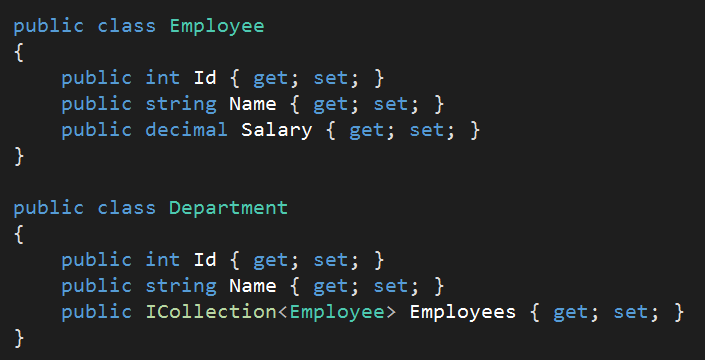 public class Employee
{
    public int Id { get; set; }
    public string Name { get; set; }
    public decimal Salary { get; set; }
}

public class Department
{
    public int Id { get; set; }
    public string Name { get; set; }
    public ICollection<Employee> Employees { get; set; }
}